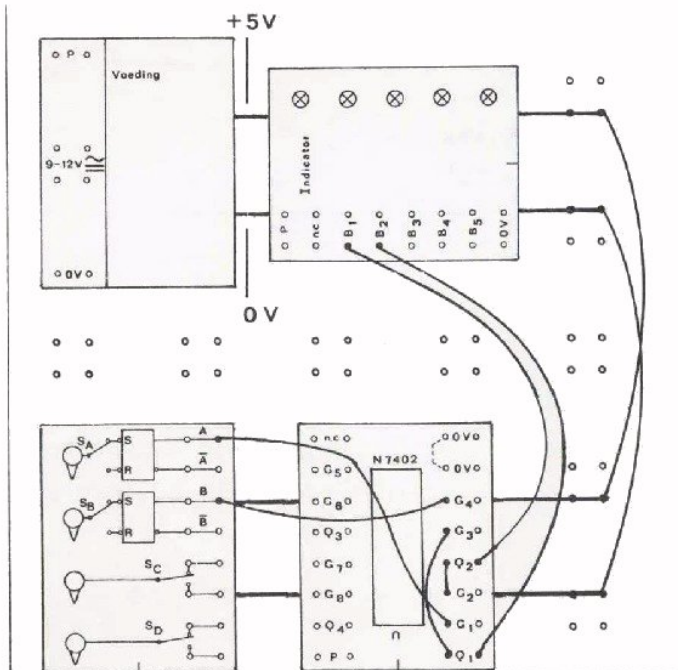 +5V
P
Voeding
9-12V
0V
Indicator
P
nc
B1
B2
B3
B4
B5
0V
0V
SA
S
R
A
A̅
SB
S
R
B
B̅
SC
SD
nc
G5
G6
Q3
G7
G8
Q4
P
N7402
n
0V
0V
G4
G3
Q2
G2
G1
Q1